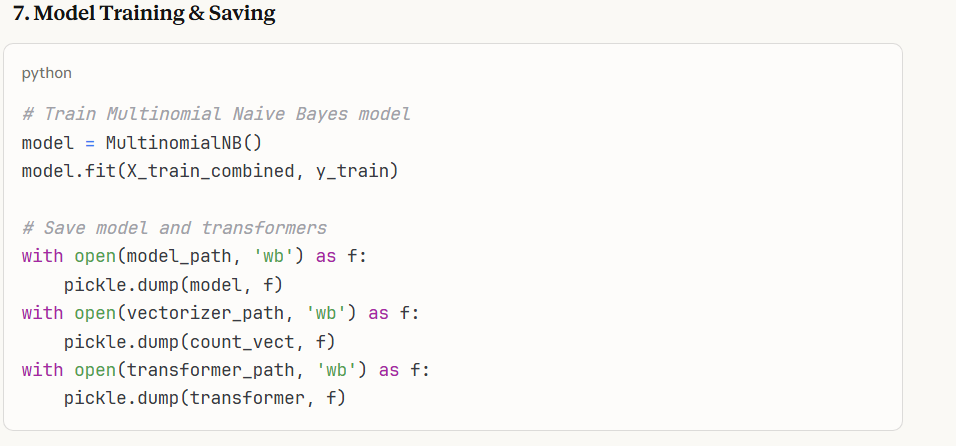 7. Model Training & Saving
python
# Train Multinomial Naive Bayes model
model = MultinomialNB()
model.fit(X_train_combined, y_train)
# Save model and transformers
with open(model_path, 'wb') as f:
    pickle.dump(model, f)
with open(vectorizer_path, 'wb') as f:
    pickle.dump(count_vect, f)
with open(transformer_path, 'wb') as f:
    pickle.dump(transformer, f)